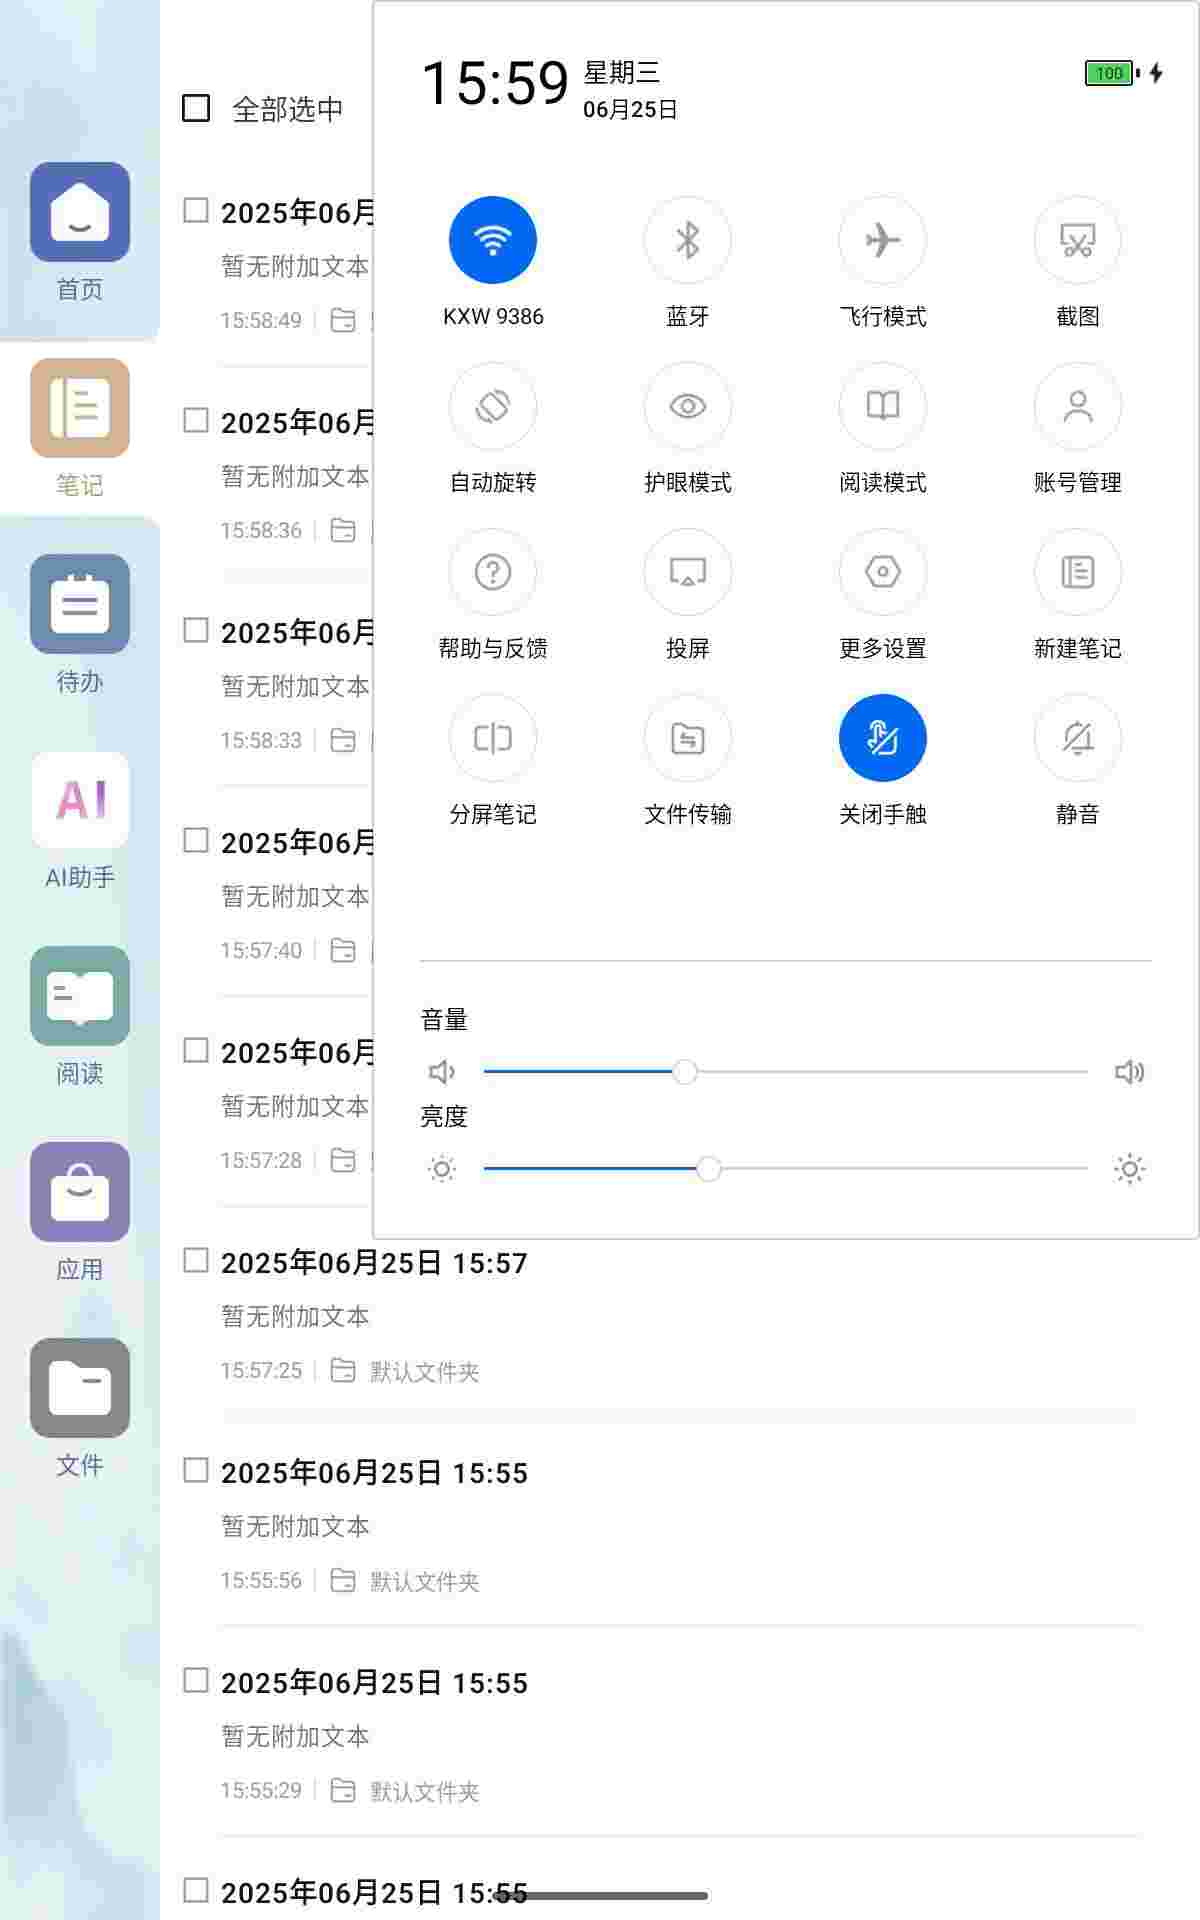 15:59
星期三
06月25日
100
全部选中
首页
笔记
待办
AI
AI助手
阅读
应用
文件
KXW 9386
蓝牙
飞行模式
截图
自动旋转
护眼模式
阅读模式
账号管理
帮助与反馈
投屏
更多设置
新建笔记
分屏笔记
文件传输
关闭手触
静音
音量
亮度
2025年06月
暂无附加文本
15:58:49
2025年06月
暂无附加文本
15:58:36
2025年06月
暂无附加文本
15:58:33
2025年06月
暂无附加文本
15:57:40
2025年06月
暂无附加文本
15:57:28
2025年06月25日 15:57
暂无附加文本
15:57:25 默认文件夹
2025年06月25日 15:55
暂无附加文本
15:55:56 默认文件夹
2025年06月25日 15:55
暂无附加文本
15:55:29 默认文件夹
2025年06月25日 15:55